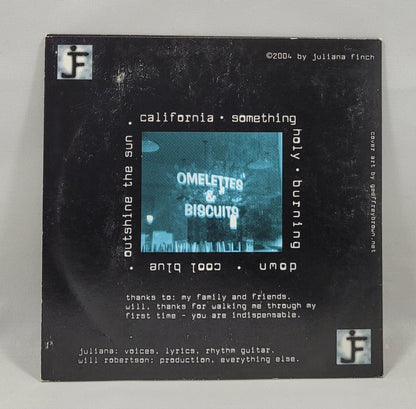 JF
©2004 by juliana finch
california · something
holy · burning
down · cool blue ·
outshine the sun ·
OMELETTES
&
BISCUITS
cover art by geoffreybrown.net
thanks to: my family and friends.
will, thanks for walking me through my
first time - you are indispensable.
juliana: voices, lyrics, rhythm guitar.
will robertson: production, everything else.
JF